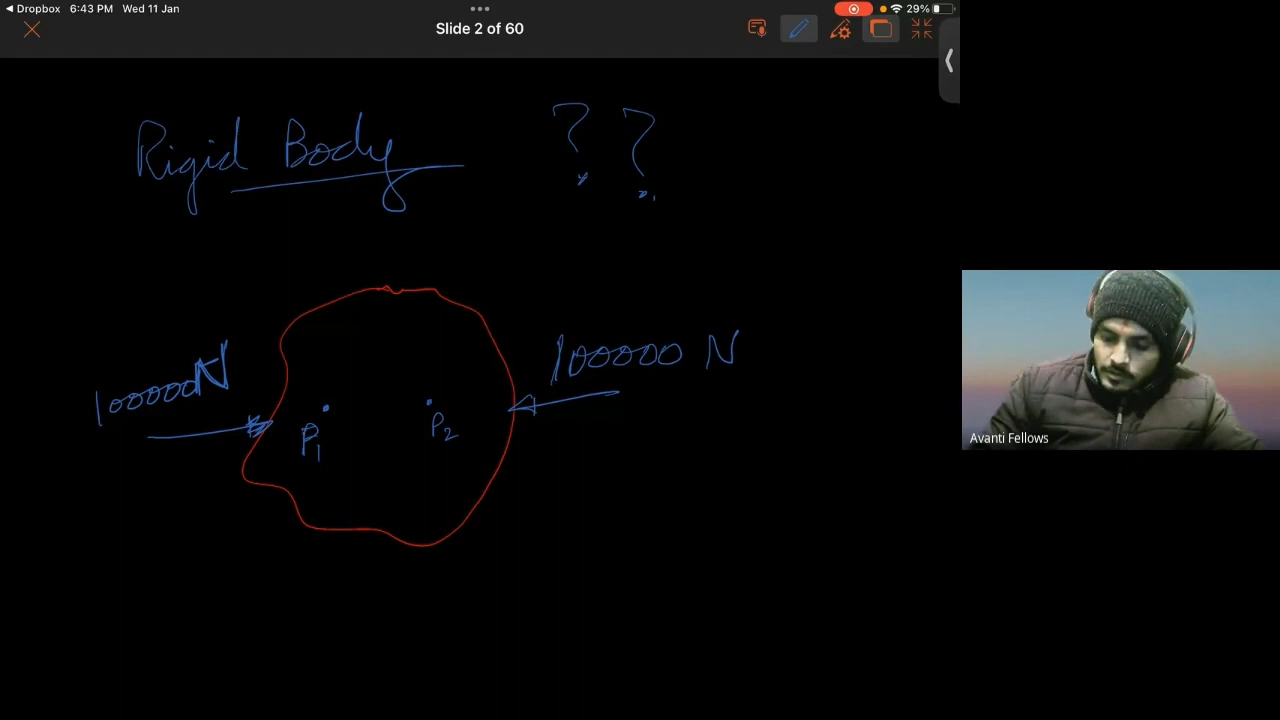 Dropbox 6:43 PM Wed 11 Jan
29%
Slide 2 of 60
Rigid Body ? ?
100000 N
100000 N
P1
P2
Avanti Fellows